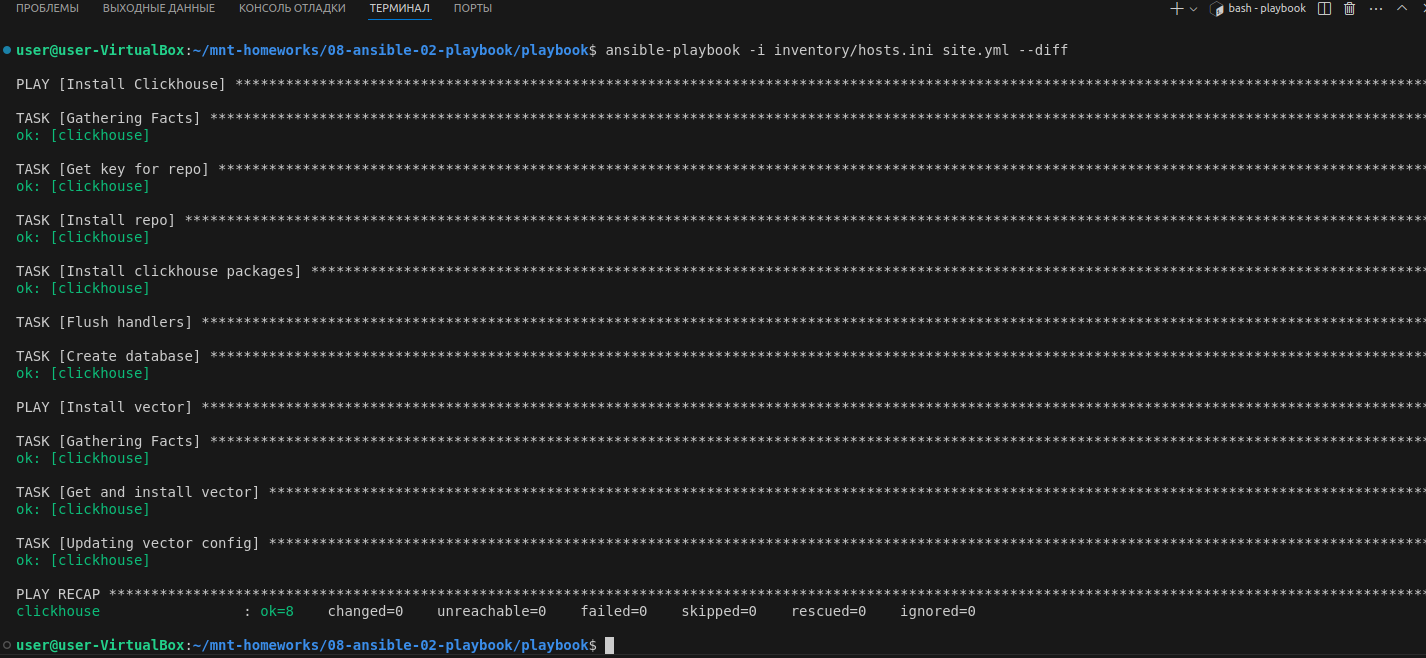 ПРОБЛЕМЫ ВЫХОДНЫЕ ДАННЫЕ КОНСОЛЬ ОТЛАДКИ ТЕРМИНАЛ ПОРТЫ bash - playbook
user@user-VirtualBox:~/mnt-homeworks/08-ansible-02-playbook/playbook$ ansible-playbook -i inventory/hosts.ini site.yml --diff
PLAY [Install Clickhouse] ***********************************************************************************************************************************************
TASK [Gathering Facts] **************************************************************************************************************************************************
ok: [clickhouse]
TASK [Get key for repo] *************************************************************************************************************************************************
ok: [clickhouse]
TASK [Install repo] *****************************************************************************************************************************************************
ok: [clickhouse]
TASK [Install clickhouse packages] **************************************************************************************************************************************
ok: [clickhouse]
TASK [Flush handlers] ***************************************************************************************************************************************************
TASK [Create database] **************************************************************************************************************************************************
ok: [clickhouse]
PLAY [Install vector] ***************************************************************************************************************************************************
TASK [Gathering Facts] **************************************************************************************************************************************************
ok: [clickhouse]
TASK [Get and install vector] *******************************************************************************************************************************************
ok: [clickhouse]
TASK [Updating vector config] *******************************************************************************************************************************************
ok: [clickhouse]
PLAY RECAP **************************************************************************************************************************************************************
clickhouse : ok=8 changed=0 unreachable=0 failed=0 skipped=0 rescued=0 ignored=0
user@user-VirtualBox:~/mnt-homeworks/08-ansible-02-playbook/playbook$